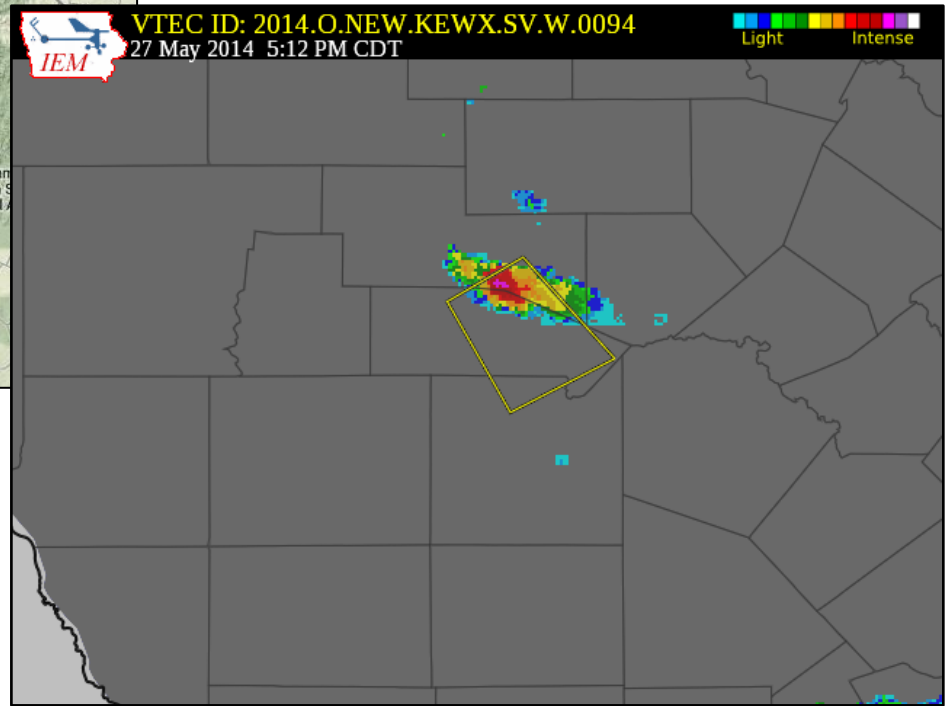 VTEC ID: 2014.O.NEW.KEWX.SV.W.0094
27 May 2014 5:12 PM CDT
IEM
Light Intense